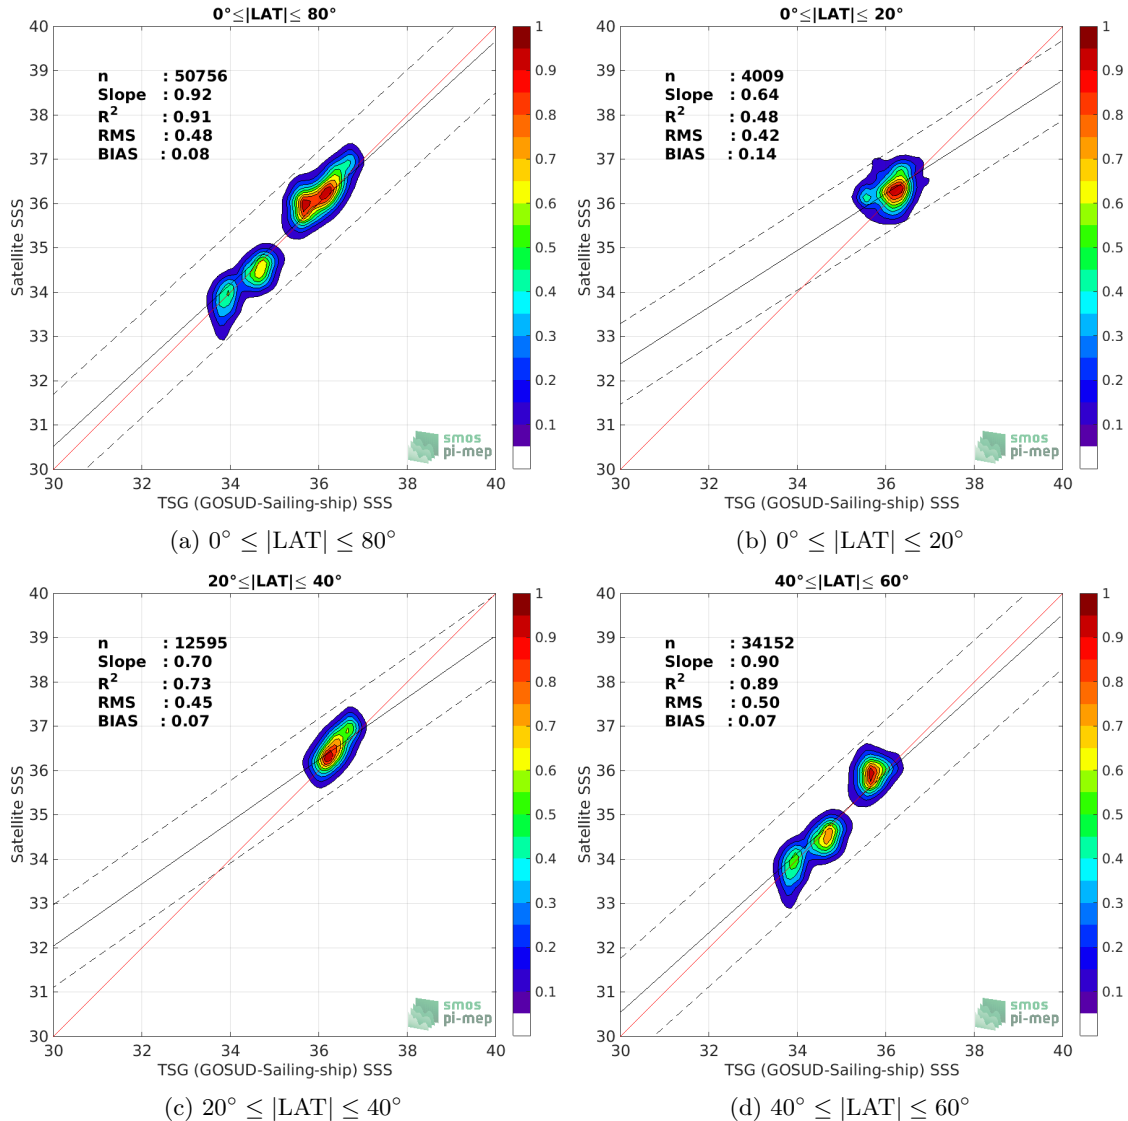 0°≤|LAT|≤ 80°
n : 50756
Slope : 0.92
R² : 0.91
RMS : 0.48
BIAS : 0.08
Satellite SSS
40
39
38
37
36
35
34
33
32
31
30
30 32 34 36 38 40
TSG (GOSUD-Sailing-ship) SSS
smos
pi-mep
1
0.9
0.8
0.7
0.6
0.5
0.4
0.3
0.2
0.1
(a) 0° ≤ |LAT| ≤ 80°
0°≤|LAT|≤ 20°
n : 4009
Slope : 0.64
R² : 0.48
RMS : 0.42
BIAS : 0.14
Satellite SSS
40
39
38
37
36
35
34
33
32
31
30
30 32 34 36 38 40
TSG (GOSUD-Sailing-ship) SSS
smos
pi-mep
1
0.9
0.8
0.7
0.6
0.5
0.4
0.3
0.2
0.1
(b) 0° ≤ |LAT| ≤ 20°
20°≤|LAT|≤ 40°
n : 12595
Slope : 0.70
R² : 0.73
RMS : 0.45
BIAS : 0.07
Satellite SSS
40
39
38
37
36
35
34
33
32
31
30
30 32 34 36 38 40
TSG (GOSUD-Sailing-ship) SSS
smos
pi-mep
1
0.9
0.8
0.7
0.6
0.5
0.4
0.3
0.2
0.1
(c) 20° ≤ |LAT| ≤ 40°
40°≤|LAT|≤ 60°
n : 34152
Slope : 0.90
R² : 0.89
RMS : 0.50
BIAS : 0.07
Satellite SSS
40
39
38
37
36
35
34
33
32
31
30
30 32 34 36 38 40
TSG (GOSUD-Sailing-ship) SSS
smos
pi-mep
1
0.9
0.8
0.7
0.6
0.5
0.4
0.3
0.2
0.1
(d) 40° ≤ |LAT| ≤ 60°